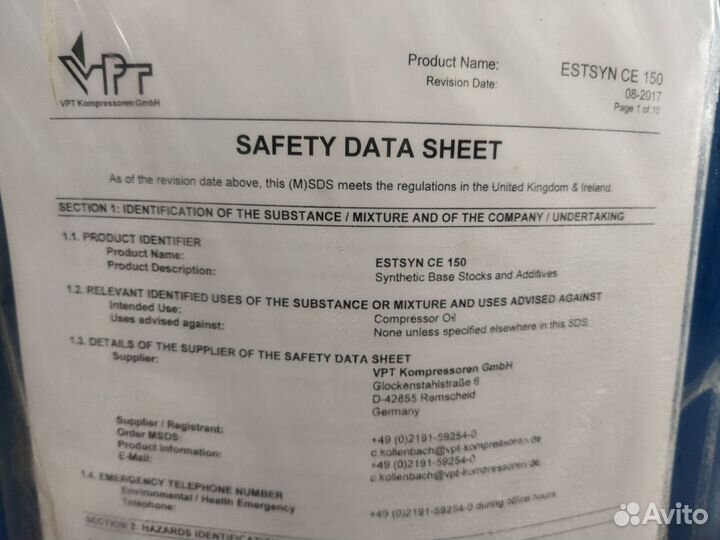 VPT
VPT Kompressoren GmbH
Product Name: ESTSYN CE 150
Revision Date: 08-2017
Page 1 of 10
SAFETY DATA SHEET
As of the revision date above, this (M)SDS meets the regulations in the United Kingdom & Ireland.
SECTION 1: IDENTIFICATION OF THE SUBSTANCE / MIXTURE AND OF THE COMPANY / UNDERTAKING
1.1. PRODUCT IDENTIFIER
Product Name: ESTSYN CE 150
Product Description: Synthetic Base Stocks and Additives
1.2. RELEVANT IDENTIFIED USES OF THE SUBSTANCE OR MIXTURE AND USES ADVISED AGAINST
Intended Use: Compressor Oil
Uses advised against: None unless specified elsewhere in this SDS.
1.3. DETAILS OF THE SUPPLIER OF THE SAFETY DATA SHEET
Supplier: VPT Kompressoren GmbH
Glockenstahlstraße 6
D-42855 Remscheid
Germany
Supplier / Registrant: +49 (0)2191-59254-0
Order MSDS: c.kollenbach@vpt-kompressoren.de
Product Information: +49 (0)2191-59254-0
E-Mail: c.kollenbach@vpt-kompressoren.de
1.4. EMERGENCY TELEPHONE NUMBER
Environmental / Health Emergency
Telephone: +49 (0)2191-59254-0 during office hours
SECTION 2: HAZARDS
Avito